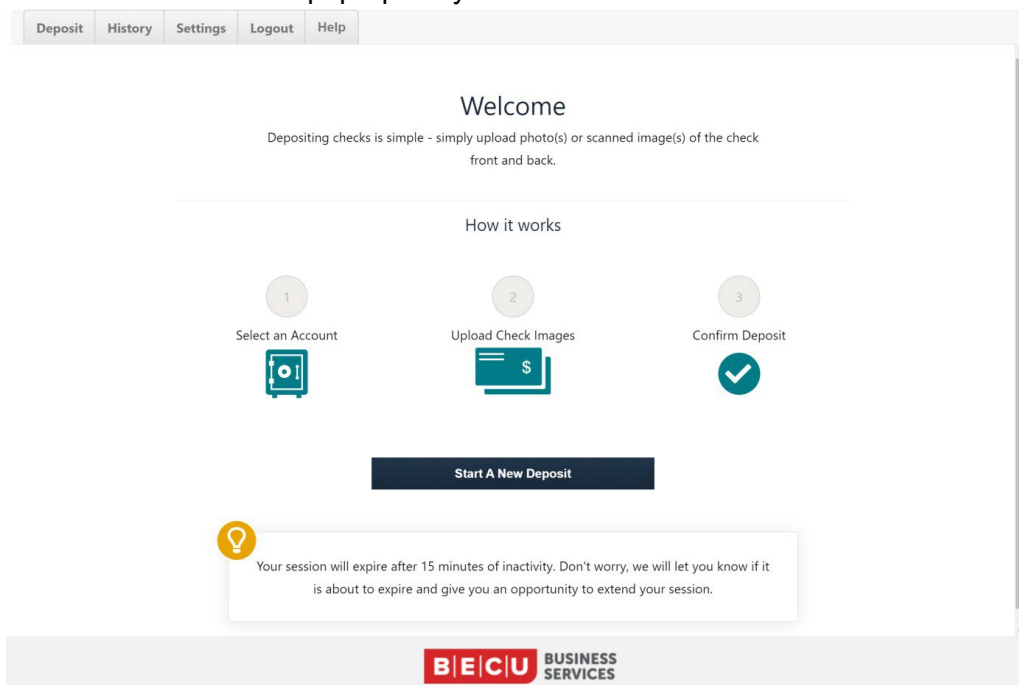 Deposit History Settings Logout Help
Welcome
Depositing checks is simple - simply upload photo(s) or scanned image(s) of the check
front and back.
How it works
1 2 3
Select an Account Upload Check Images Confirm Deposit
$
Start A New Deposit
Your session will expire after 15 minutes of inactivity. Don't worry, we will let you know if it
is about to expire and give you an opportunity to extend your session.
B|E|C|U BUSINESS
SERVICES